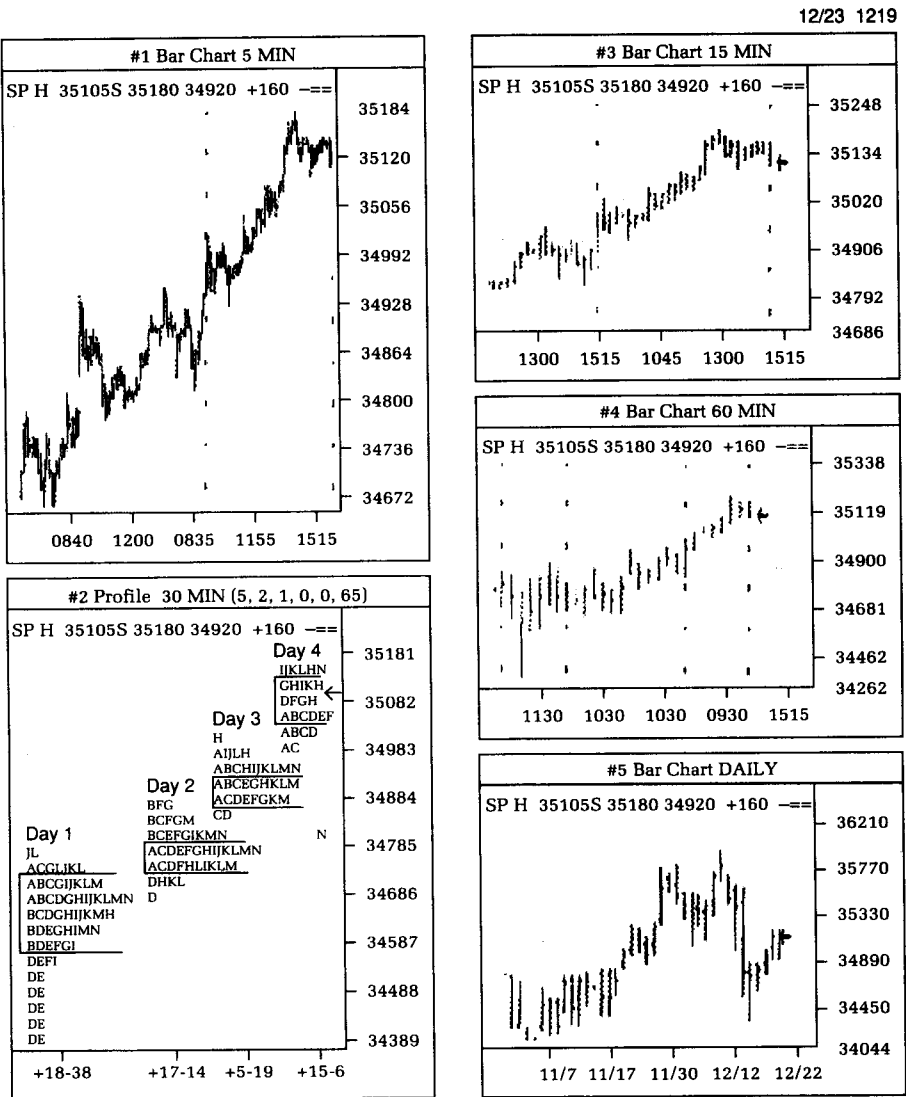 12/23 1219
#1 Bar Chart 5 MIN
SP H 35105S 35180 34920 +160 −==
35184
35120
35056
34992
34928
34864
34800
34736
34672
0840 1200 0835 1155 1515
#2 Profile 30 MIN (5, 2, 1, 0, 0, 65)
SP H 35105S 35180 34920 +160 −==
Day 4
35181
IJKLHN
GHIKH
35082
DFGH
Day 3
ABCDEF
H
ABCD
AIJLH
AC
34983
ABCHIJKLMN
Day 2
ABCEGHKLM
34884
BFG
ACDEFGKM
BCFGM
CD
Day 1
BCEFGIKMN
N
34785
JL
ACDEFGHIJKLMN
ACGLJKL
ACDFHLIKLM
ABCGIJKLM
DHKL
34686
ABCDGHIJKLMN
D
BCDGHIJKMH
BDEGHIMN
34587
BDEFGI
DEFI
DE
34488
DE
DE
DE
DE
34389
+18-38 +17-14 +5-19 +15-6
#3 Bar Chart 15 MIN
SP H 35105S 35180 34920 +160 −==
35248
35134
35020
34906
34792
34686
1300 1515 1045 1300 1515
#4 Bar Chart 60 MIN
SP H 35105S 35180 34920 +160 −==
35338
35119
34900
34681
34462
34262
1130 1030 1030 0930 1515
#5 Bar Chart DAILY
SP H 35105S 35180 34920 +160 −==
36210
35770
35330
34890
34450
34044
11/7 11/17 11/30 12/12 12/22